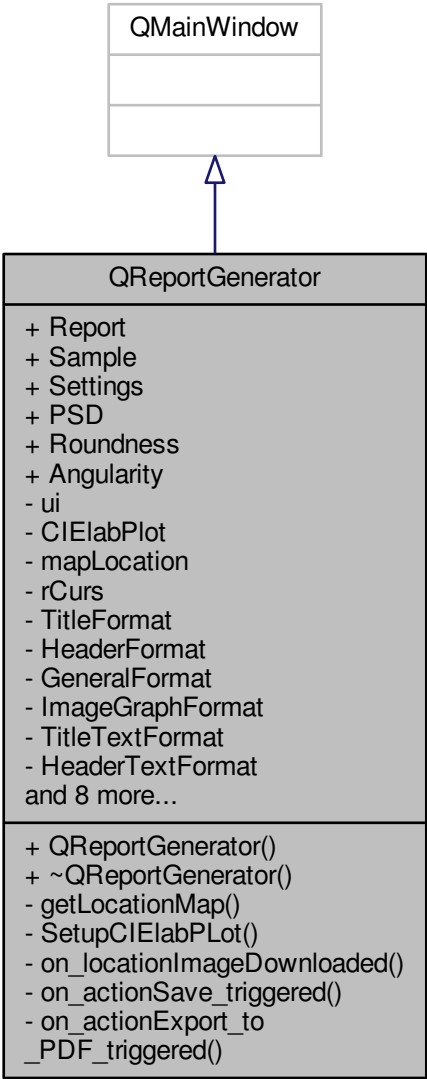 QMainWindow
QReportGenerator
+ Report
+ Sample
+ Settings
+ PSD
+ Roundness
+ Angularity
- ui
- CIElabPlot
- mapLocation
- rCurs
- TitleFormat
- HeaderFormat
- GeneralFormat
- ImageGraphFormat
- TitleTextFormat
- HeaderTextFormat
and 8 more...
+ QReportGenerator()
+ ~QReportGenerator()
- getLocationMap()
- SetupCIElabPLot()
- on_locationImageDownloaded()
- on_actionSave_triggered()
- on_actionExport_to
_PDF_triggered()